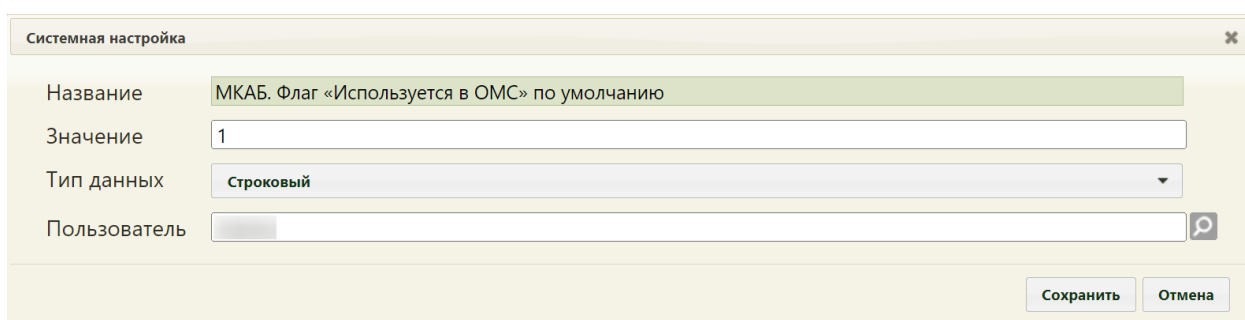 Системная настройка
Название МКАБ. Флаг «Используется в ОМС» по умолчанию
Значение 1
Тип данных Строковый
Пользователь
Сохранить Отмена